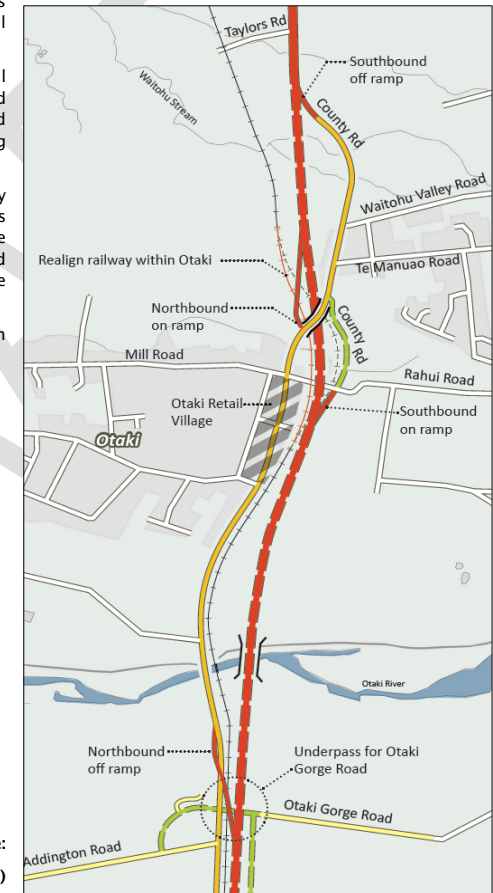 Taylors Rd
Southbound
off ramp
Waitohu Stream
County Rd
Waitohu Valley Road
Realign railway within Otaki
Te Manuao Road
Northbound
on ramp
County Rd
Mill Road
Rahui Road
Otaki Retail
Village
Southbound
on ramp
Otaki
Otaki River
Northbound
off ramp
Underpass for Otaki
Gorge Road
Otaki Gorge Road
Addington Road